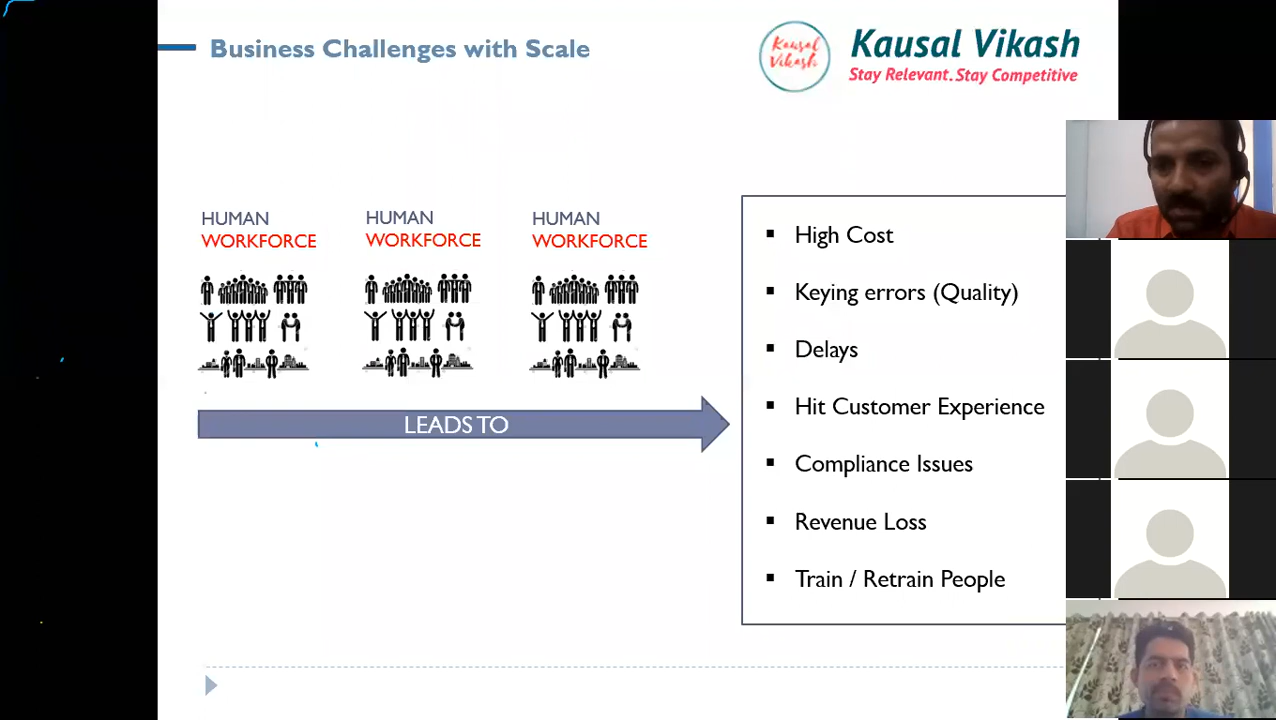 Business Challenges with Scale
Kausal
Vikash
Kausal Vikash
Stay Relevant. Stay Competitive
HUMAN
WORKFORCE
HUMAN
WORKFORCE
HUMAN
WORKFORCE
LEADS TO
High Cost
Keying errors (Quality)
Delays
Hit Customer Experience
Compliance Issues
Revenue Loss
Train / Retrain People